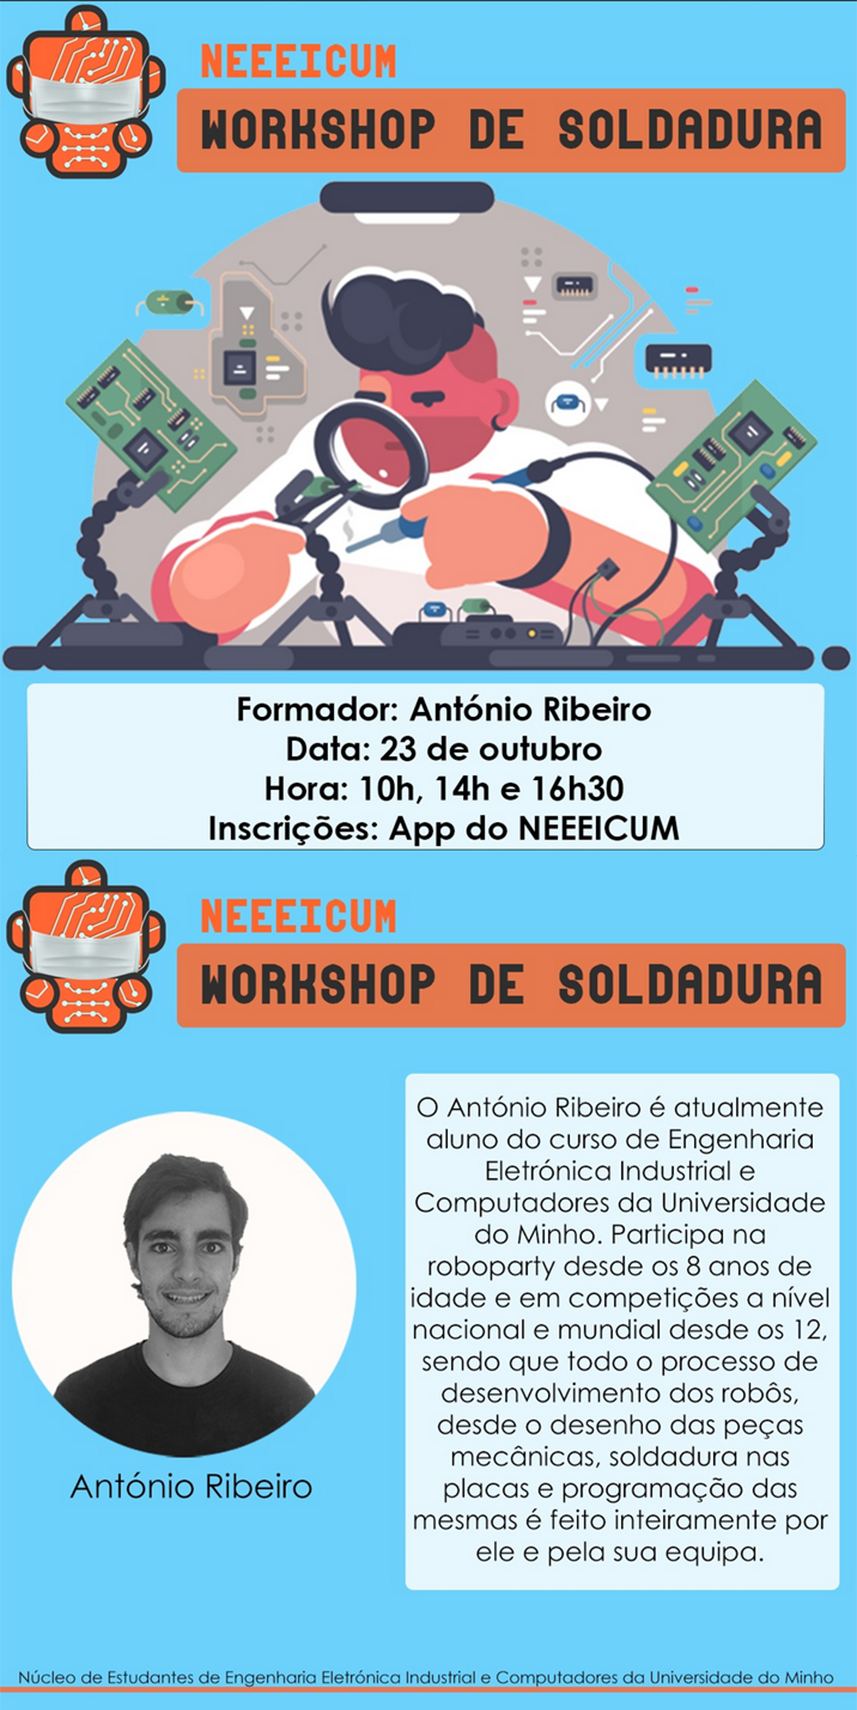 NEEEICUM
WORKSHOP DE SOLDADURA
Formador: António Ribeiro
Data: 23 de outubro
Hora: 10h, 14h e 16h30
Inscrições: App do NEEEICUM
NEEEICUM
WORKSHOP DE SOLDADURA
O António Ribeiro é atualmente
aluno do curso de Engenharia
Eletrónica Industrial e
Computadores da Universidade
do Minho. Participa na
roboparty desde os 8 anos de
idade e em competições a nível
nacional e mundial desde os 12,
sendo que todo o processo de
desenvolvimento dos robôs,
desde o desenho das peças
mecânicas, soldadura nas
placas e programação das
mesmas é feito inteiramente por
ele e pela sua equipa.
António Ribeiro
Núcleo de Estudantes de Engenharia Eletrónica Industrial e Computadores da Universidade do Minho